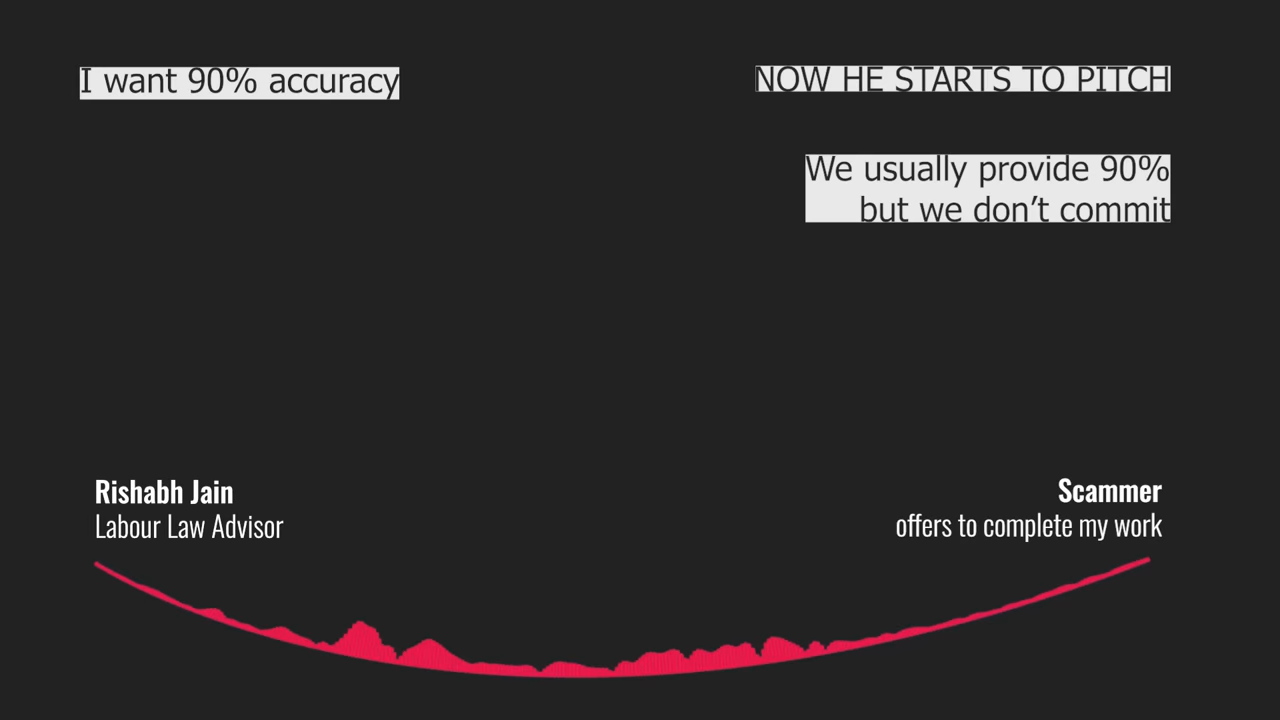 I want 90% accuracy
NOW HE STARTS TO PITCH
We usually provide 90%
but we don’t commit
Rishabh Jain
Labour Law Advisor
Scammer
offers to complete my work